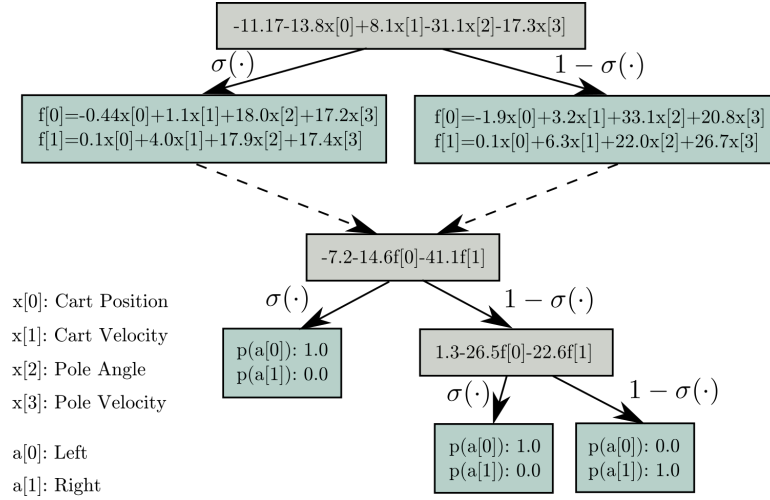 -11.17-13.8x[0]+8.1x[1]-31.1x[2]-17.3x[3]
σ(·)
1 − σ(·)
f[0]=-0.44x[0]+1.1x[1]+18.0x[2]+17.2x[3]
f[1]=0.1x[0]+4.0x[1]+17.9x[2]+17.4x[3]
f[0]=-1.9x[0]+3.2x[1]+33.1x[2]+20.8x[3]
f[1]=0.1x[0]+6.3x[1]+22.0x[2]+26.7x[3]
-7.2-14.6f[0]-41.1f[1]
σ(·)
1 − σ(·)
p(a[0]): 1.0
p(a[1]): 0.0
1.3-26.5f[0]-22.6f[1]
σ(·)
1 − σ(·)
p(a[0]): 1.0
p(a[1]): 0.0
p(a[0]): 0.0
p(a[1]): 1.0
x[0]: Cart Position
x[1]: Cart Velocity
x[2]: Pole Angle
x[3]: Pole Velocity
a[0]: Left
a[1]: Right